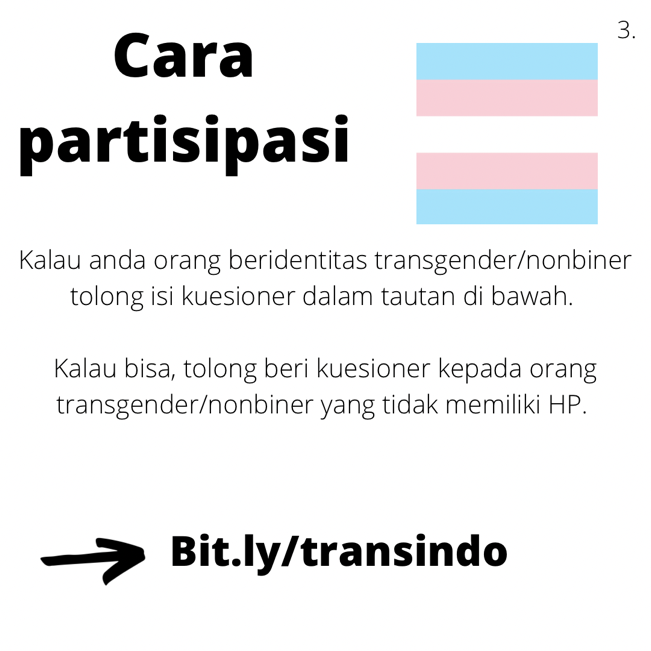 3.
Cara
partisipasi
Kalau anda orang beridentitas transgender/nonbiner
tolong isi kuesioner dalam tautan di bawah.
Kalau bisa, tolong beri kuesioner kepada orang
transgender/nonbiner yang tidak memiliki HP.
Bit.ly/transindo